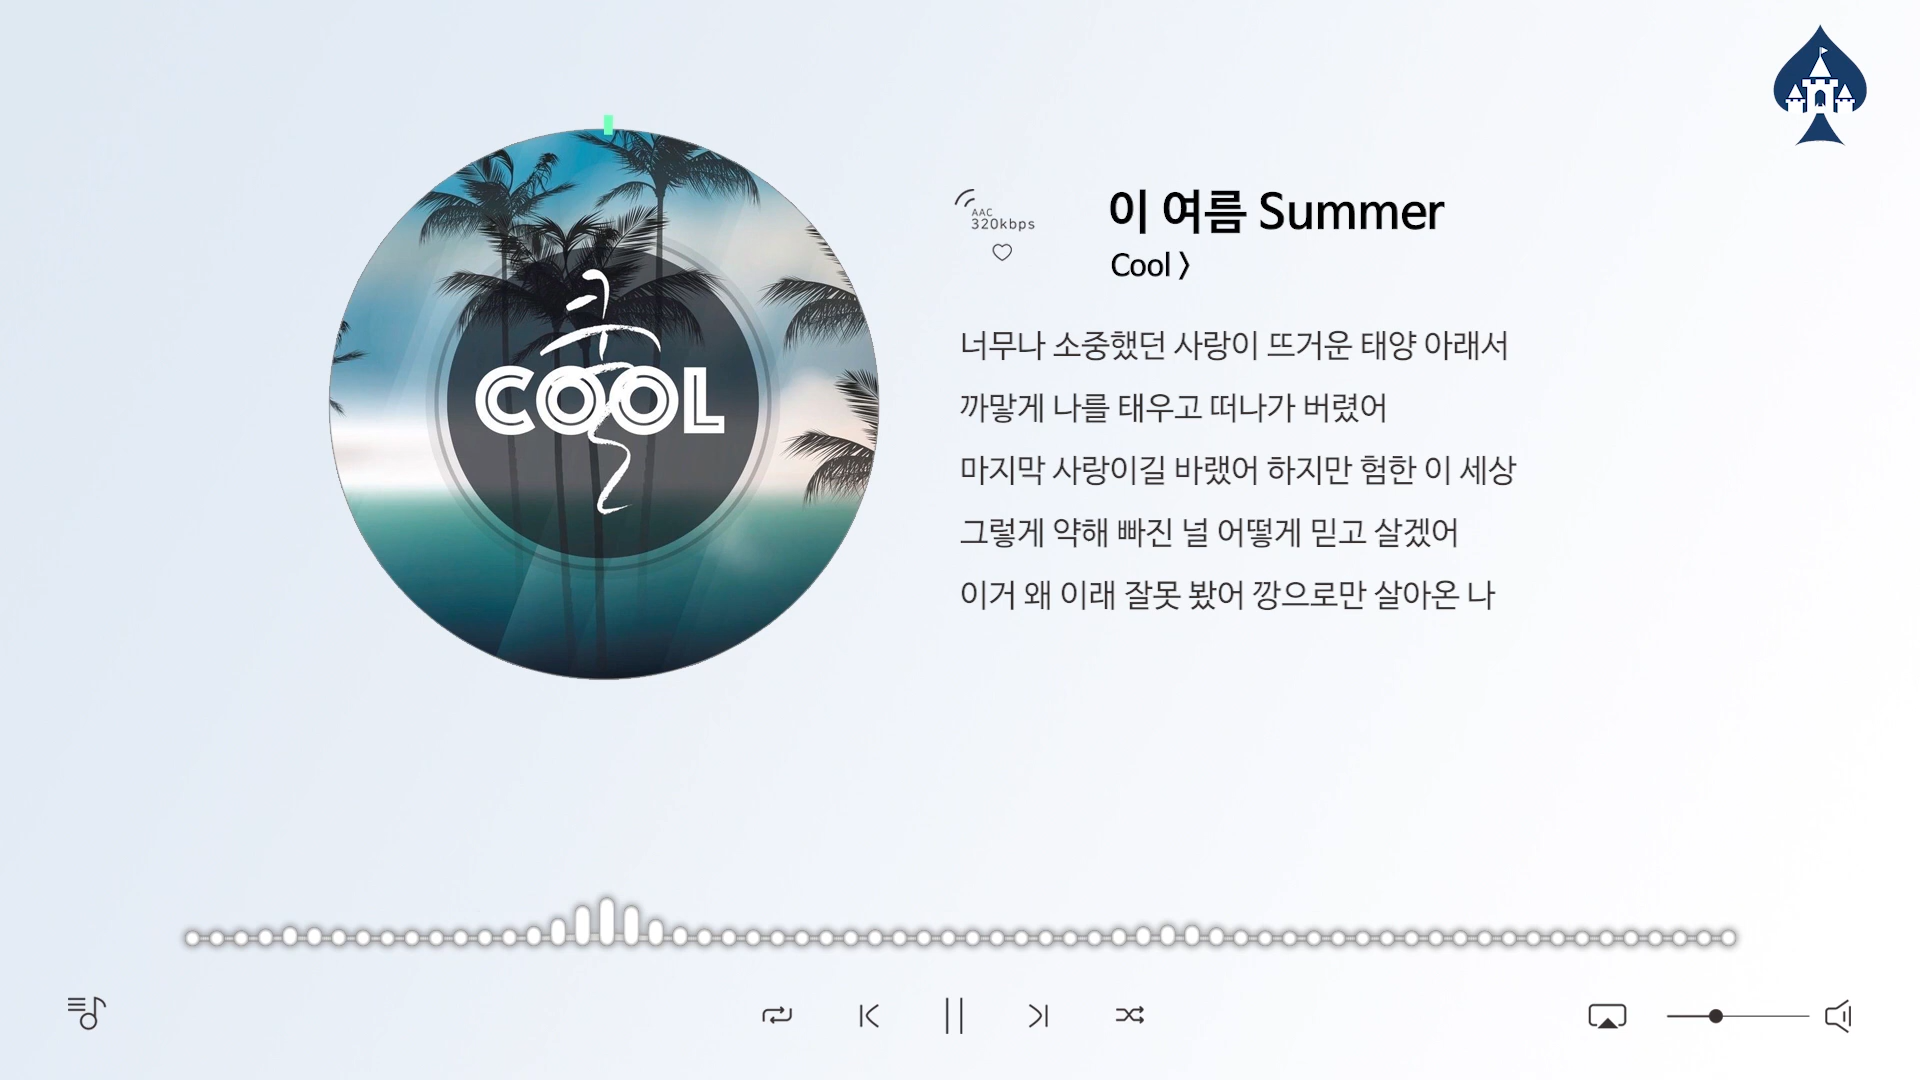 쿨
COOL
AAC
320kbps
이 여름 Summer
Cool 〉
너무나 소중했던 사랑이 뜨거운 태양 아래서
까맣게 나를 태우고 떠나가 버렸어
마지막 사랑이길 바랬어 하지만 험한 이 세상
그렇게 약해 빠진 널 어떻게 믿고 살겠어
이거 왜 이래 잘못 봤어 깡으로만 살아온 나